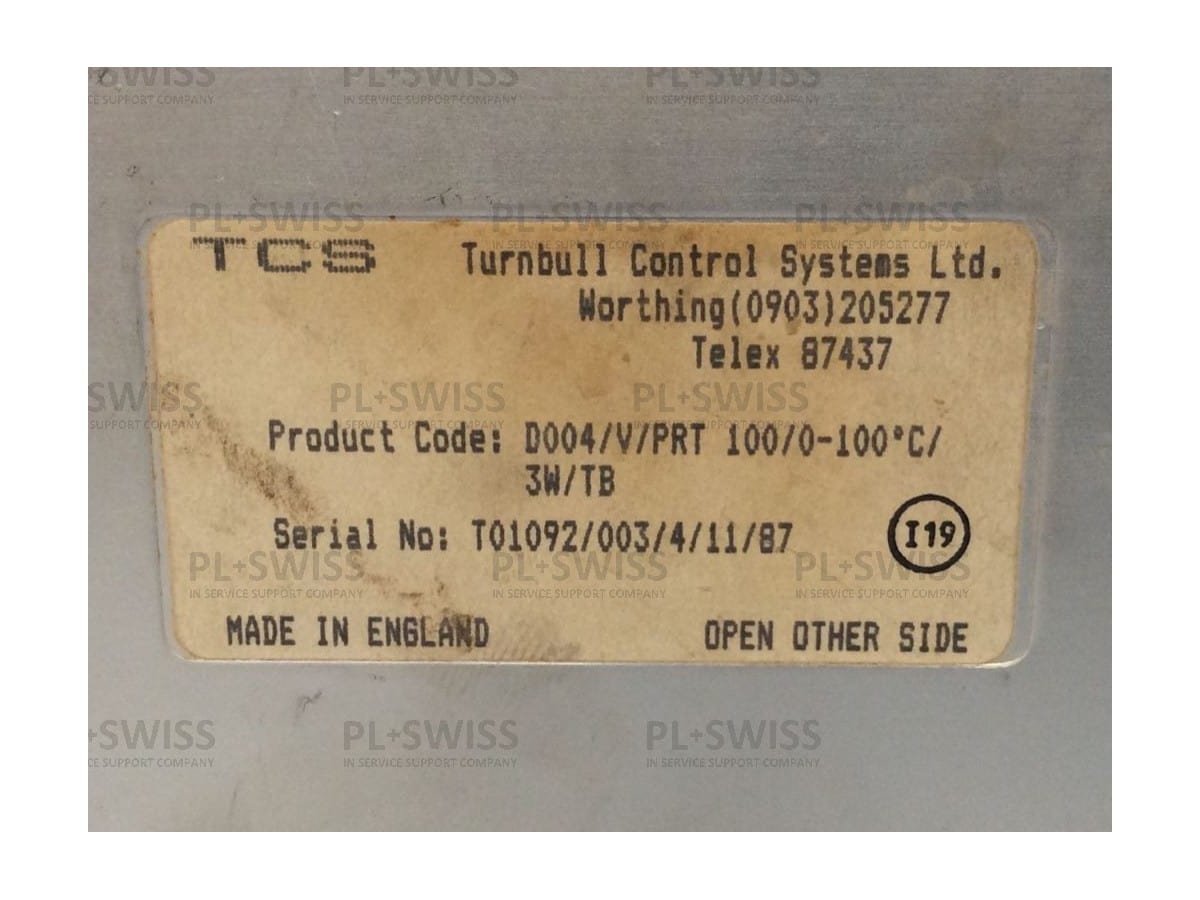 TCS
Turnbull Control Systems Ltd.
Worthing(0903)205277
Telex 87437
Product Code: D004/V/PRT 100/0-100°C/
3W/TB
Serial No: T01092/003/4/11/87
I19
MADE IN ENGLAND
OPEN OTHER SIDE
PL+SWISS
IN SERVICE SUPPORT COMPANY